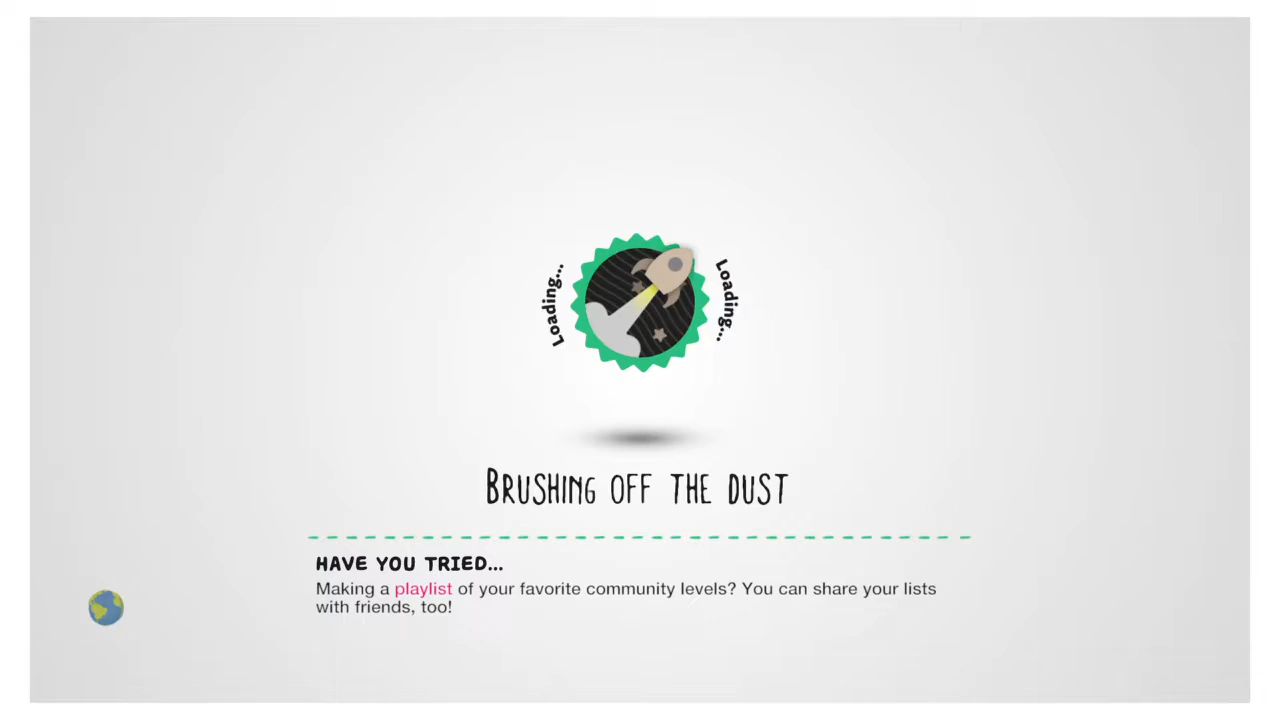 Loading...
Loading...
BRUSHING OFF THE DUST
HAVE YOU TRIED...
Making a playlist of your favorite community levels? You can share your lists
with friends, too!